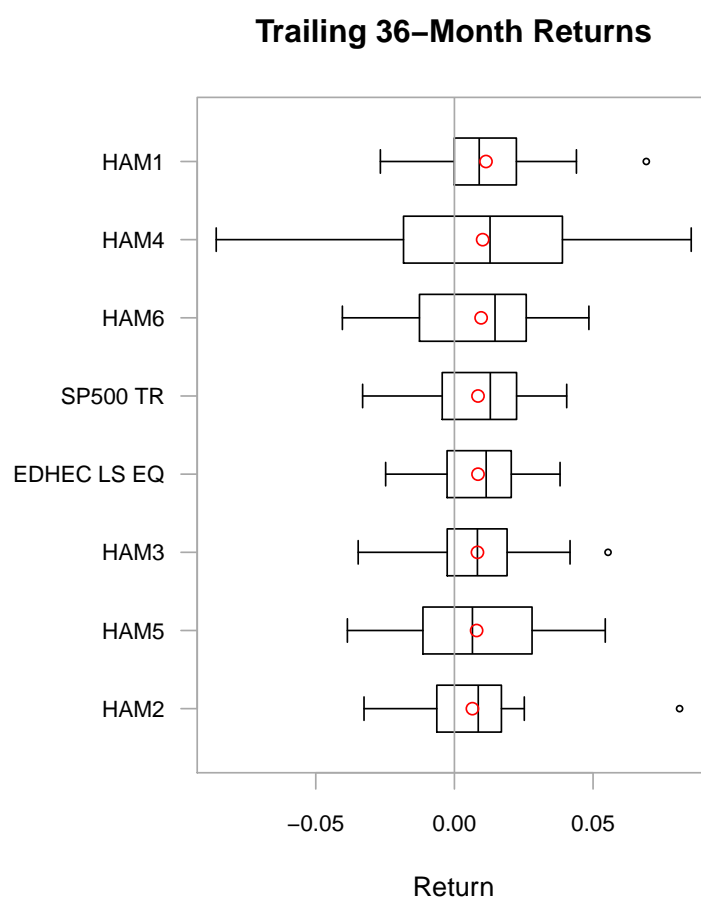 Trailing 36−Month Returns
HAM1
HAM4
HAM6
SP500 TR
EDHEC LS EQ
HAM3
HAM5
HAM2
−0.05 0.00 0.05
Return